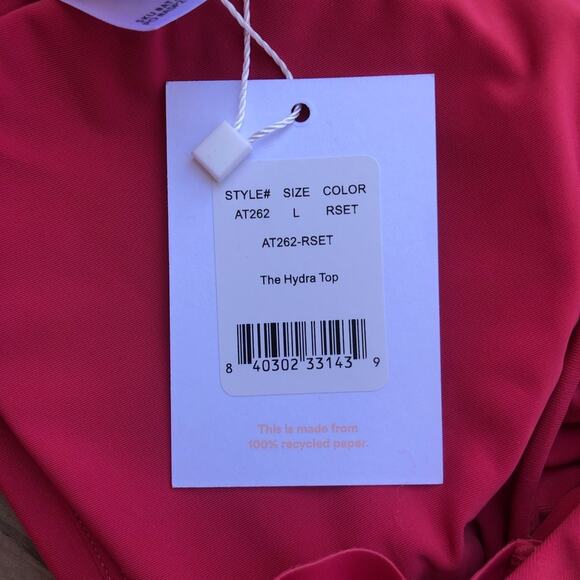 STYLE# SIZE COLOR
AT262 L RSET
AT262-RSET
The Hydra Top
8 40302 33143 9
This is made from
100% recycled paper.